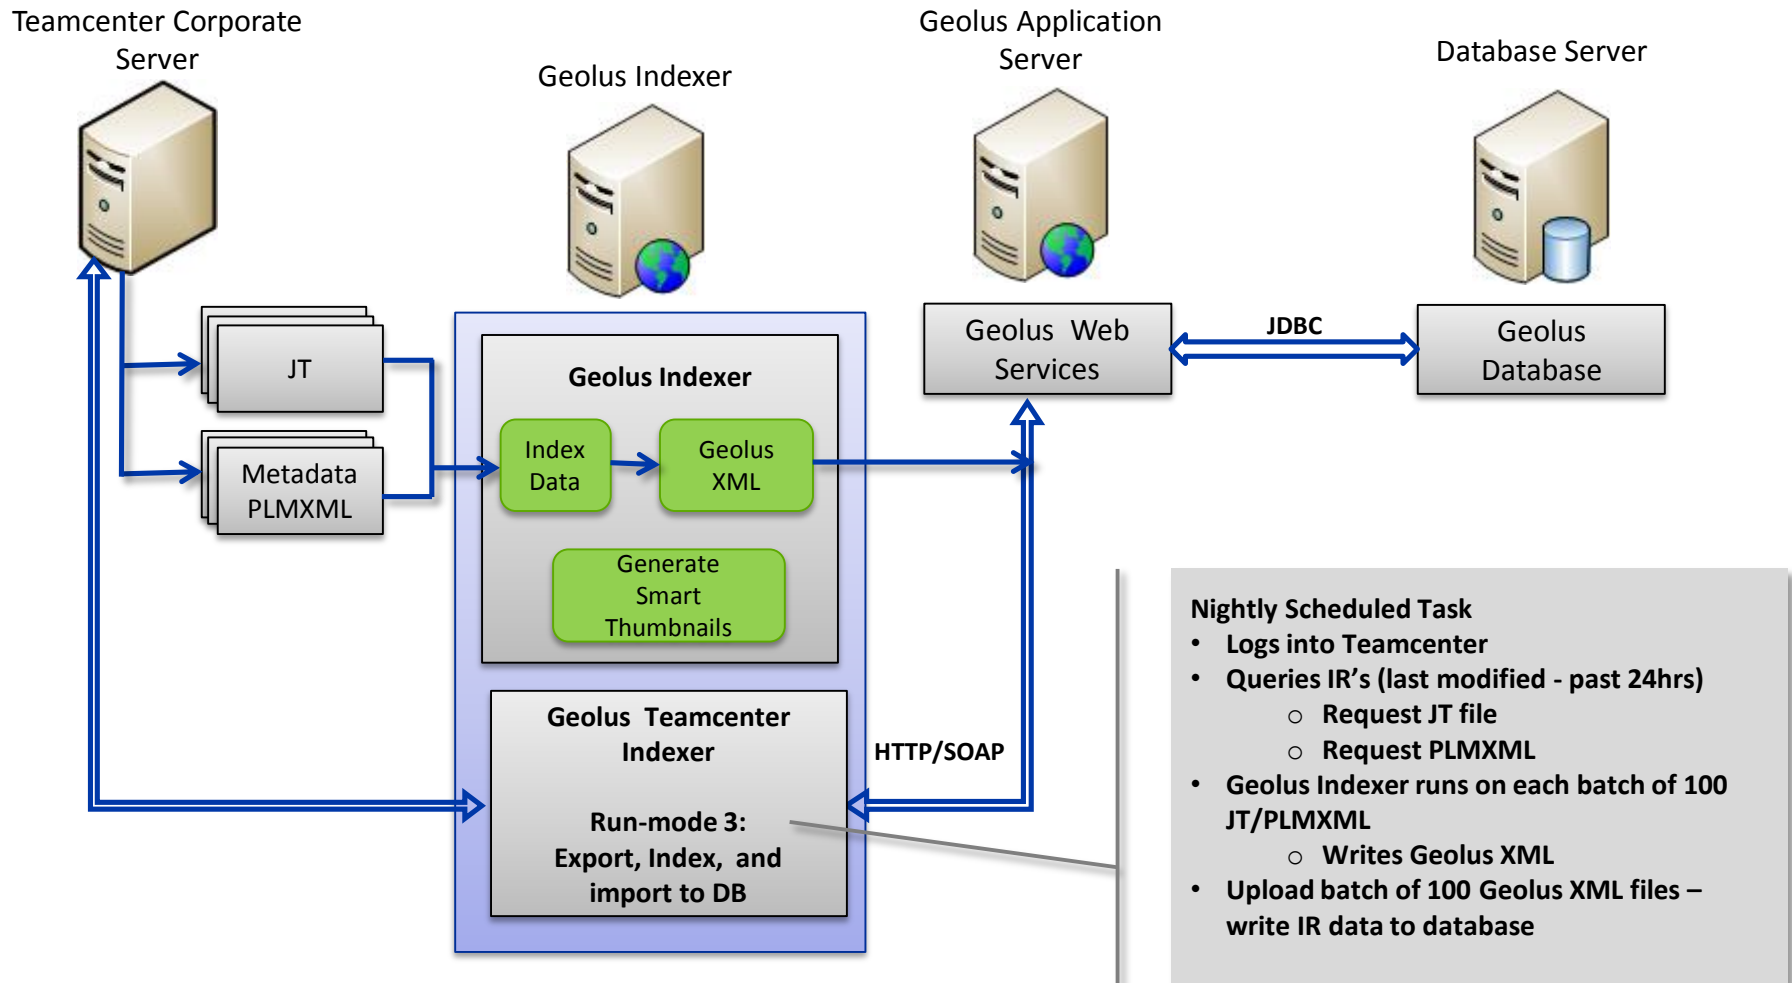 Teamcenter Corporate
Server
Geolus Indexer
Geolus Application
Server
Database Server
JT
Metadata
PLMXML
Geolus Indexer
Index
Data
Geolus
XML
Generate
Smart
Thumbnails
Geolus Teamcenter
Indexer
Run-mode 3:
Export, Index, and
import to DB
HTTP/SOAP
Geolus Web
Services
JDBC
Geolus
Database
Nightly Scheduled Task
• Logs into Teamcenter
• Queries IR's (last modified - past 24hrs)
o Request JT file
o Request PLMXML
• Geolus Indexer runs on each batch of 100
JT/PLMXML
o Writes Geolus XML
• Upload batch of 100 Geolus XML files –
write IR data to database